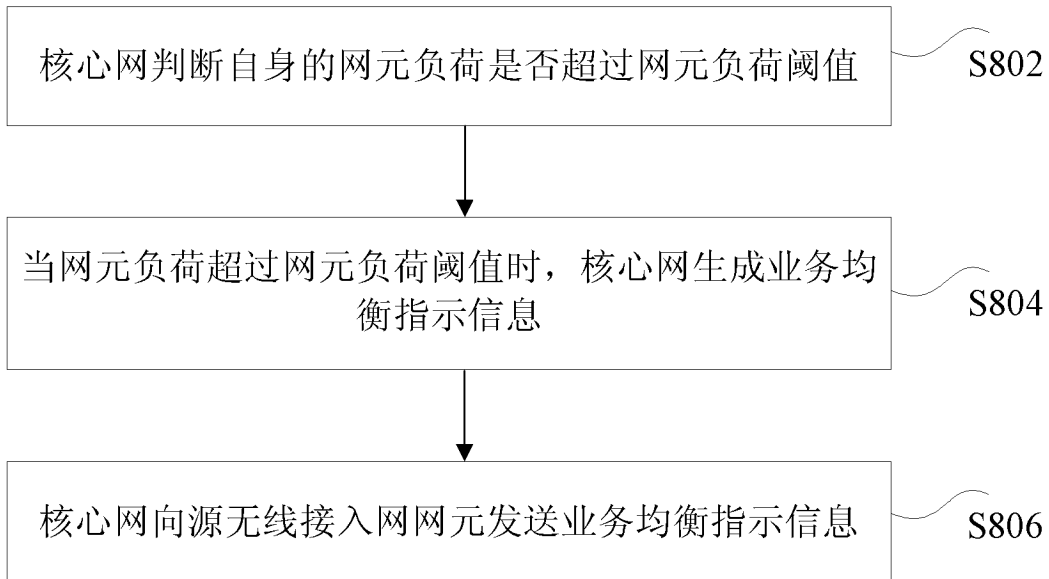 核心网判断自身的网元负荷是否超过网元负荷阈值
S802
当网元负荷超过网元负荷阈值时，核心网生成业务均
衡指示信息
S804
核心网向源无线接入网网元发送业务均衡指示信息
S806